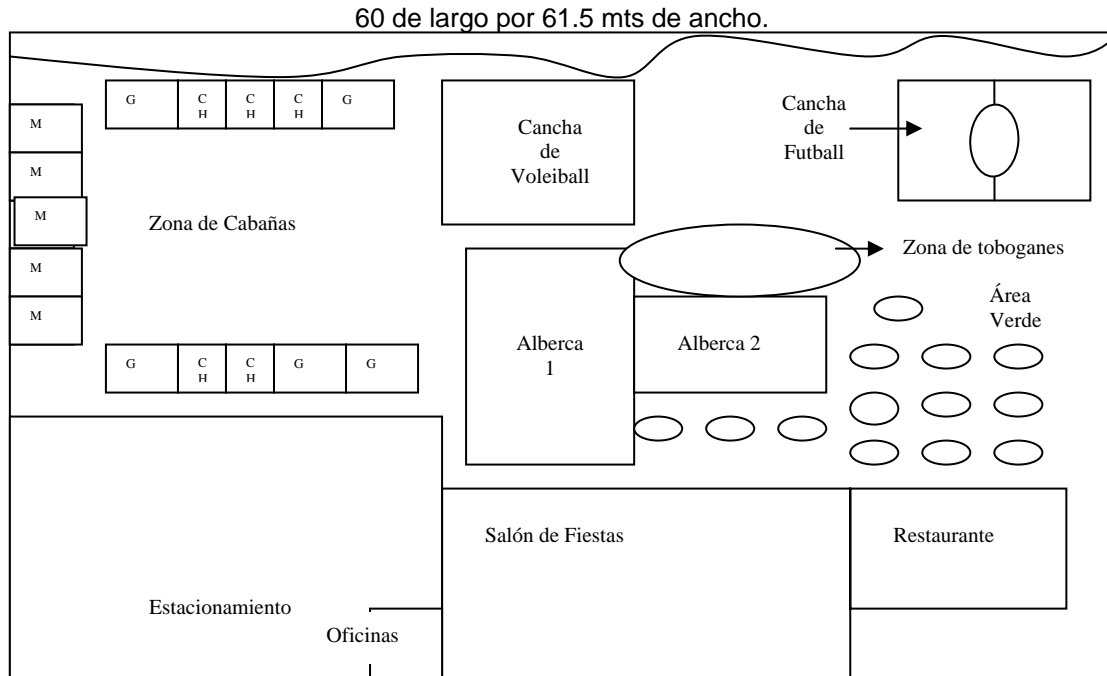 60 de largo por 61.5 mts de ancho.
G
C
H
C
H
C
H
G
M
M
M
M
M
Zona de Cabañas
Cancha
de
Voleiball
Cancha
de
Futball
Zona de toboganes
Área
Verde
G
C
H
C
H
G
G
Alberca
1
Alberca 2
Salón de Fiestas
Restaurante
Estacionamiento
Oficinas